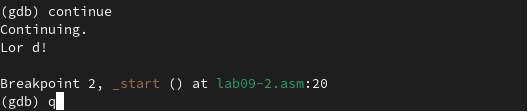 (gdb) continue
Continuing.
Lor d!
Breakpoint 2, _start () at lab09-2.asm:20
(gdb) q